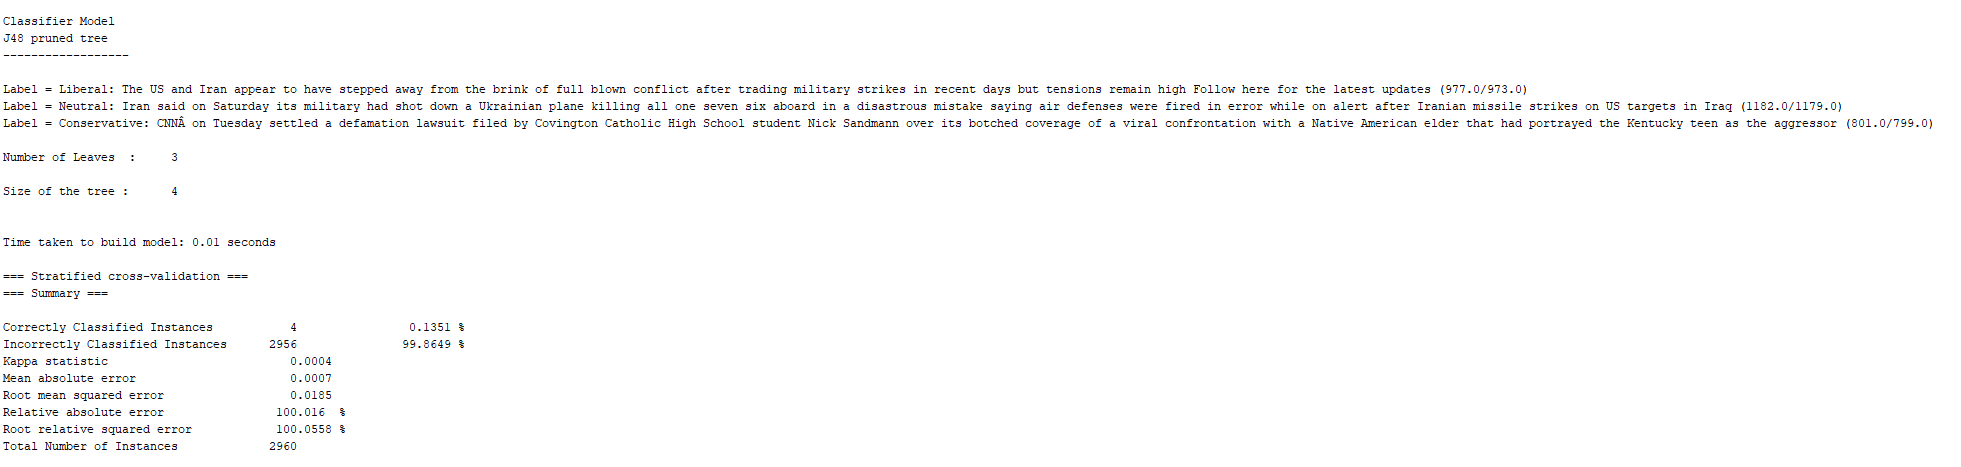 Classifier Model
J48 pruned tree
------------------
Label = Liberal: The US and Iran appear to have stepped away from the brink of full blown conflict after trading military strikes in recent days but tensions remain high Follow here for the latest updates (977.0/973.0)
Label = Neutral: Iran said on Saturday its military had shot down a Ukrainian plane killing all one seven six aboard in a disastrous mistake saying air defenses were fired in error while on alert after Iranian missile strikes on US targets in Iraq (1182.0/1179.0)
Label = Conservative: CNNÂ on Tuesday settled a defamation lawsuit filed by Covington Catholic High School student Nick Sandmann over its botched coverage of a viral confrontation with a Native American elder that had portrayed the Kentucky teen as the aggressor (801.0/799.0)
Number of Leaves  :     3
Size of the tree :      4
Time taken to build model: 0.01 seconds
=== Stratified cross-validation ===
=== Summary ===
Correctly Classified Instances           4                0.1351 %
Incorrectly Classified Instances      2956               99.8649 %
Kappa statistic                          0.0004
Mean absolute error                      0.0007
Root mean squared error                  0.0185
Relative absolute error                100.016  %
Root relative squared error            100.0558 %
Total Number of Instances             2960